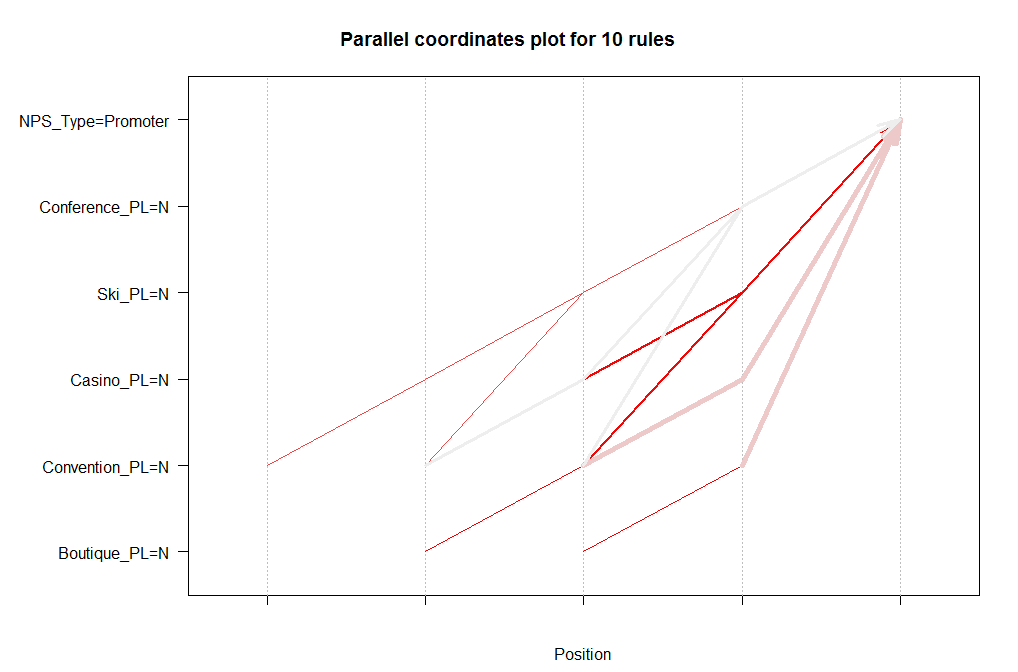 Parallel coordinates plot for 10 rules
NPS_Type=Promoter
Conference_PL=N
Ski_PL=N
Casino_PL=N
Convention_PL=N
Boutique_PL=N
Position